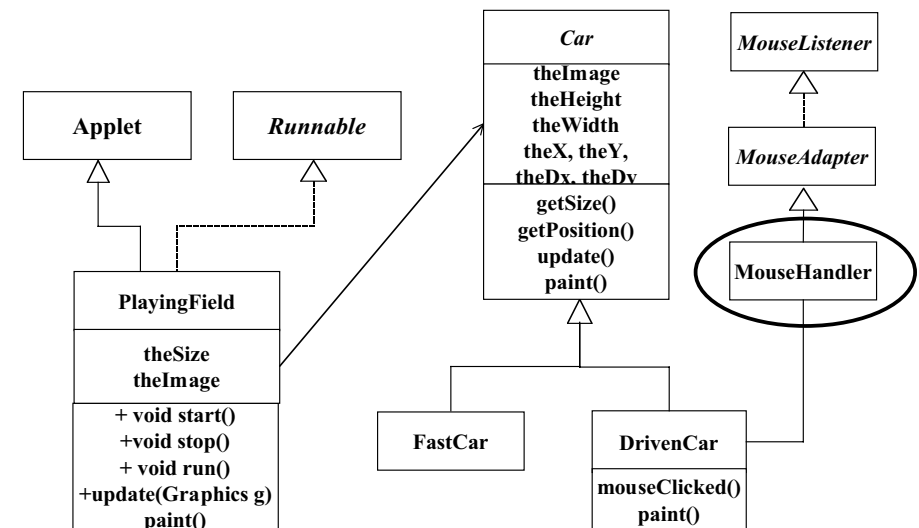 Car
theImage
theHeight
theWidth
theX, theY,
theDx, theDy
getSize()
getPosition()
update()
paint()
MouseListener
MouseAdapter
MouseHandler
Applet
Runnable
PlayingField
theSize
theImage
+ void start()
+void stop()
+ void run()
+update(Graphics g)
paint()
FastCar
DrivenCar
mouseClicked()
paint()